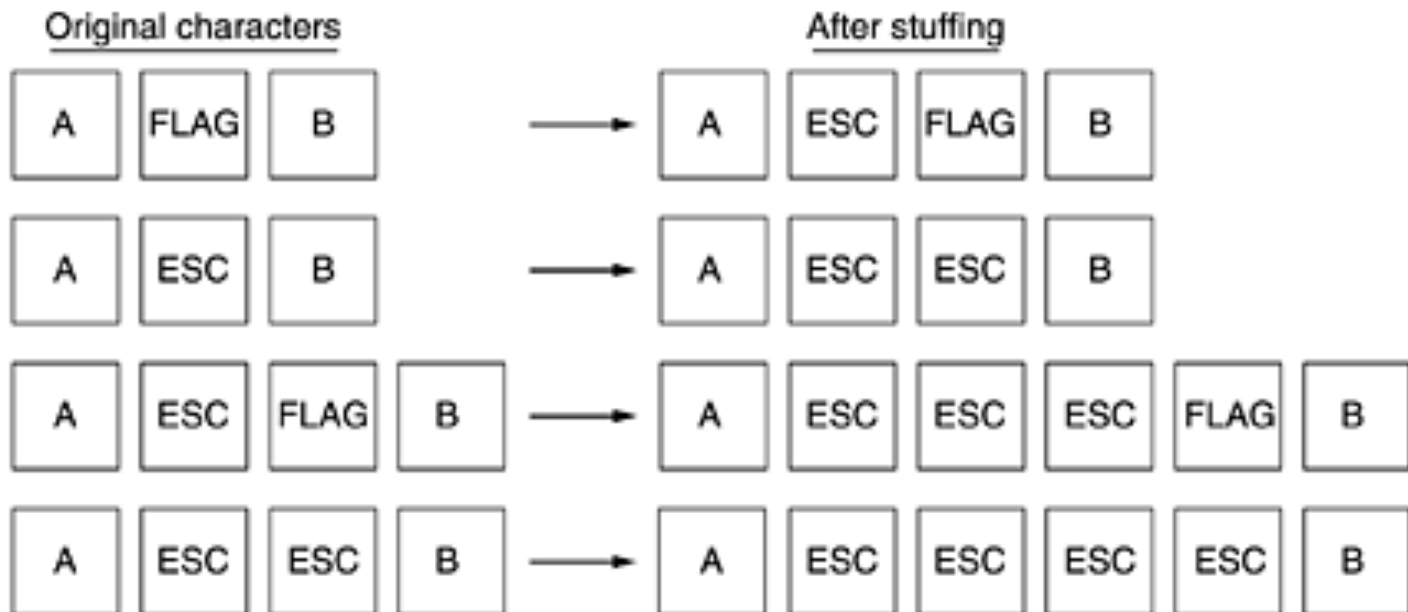 Original characters After stuffing
A FLAG B A ESC FLAG B
A ESC B A ESC ESC B
A ESC FLAG B A ESC ESC ESC FLAG B
A ESC ESC B A ESC ESC ESC ESC B